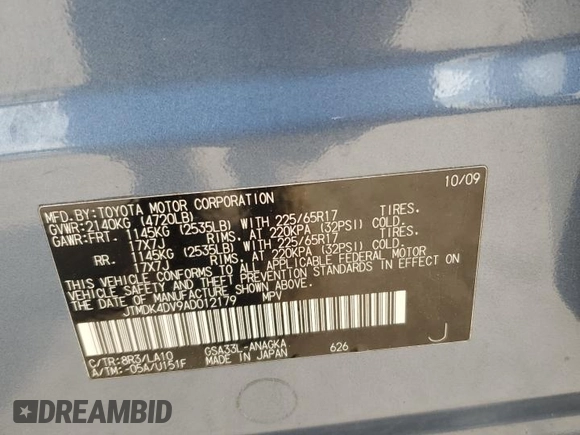 MFD.BY:TOYOTA MOTOR CORPORATION 10/09
GVWR:2140KG (4720LB)
GAWR:FRT. 1145KG (2535LB) WITH 225/65R17 TIRES.
17X7J RIMS. AT 220KPA (32PSI) COLD.
RR. 1145KG (2535LB) WITH 225/65R17 TIRES.
17X7J RIMS. AT 220KPA (32PSI) COLD.
THIS VEHICLE CONFORMS TO ALL APPLICABLE FEDERAL MOTOR
VEHICLE SAFETY AND THEFT PREVENTION STANDARDS IN EFFECT ON
THE DATE OF MANUFACTURE SHOWN ABOVE.
JTMDK4DV9AD012179 MPV
C/TR:8R3/LA10 GSA33L-ANAGKA
A/TM:-05A/U151F MADE IN JAPAN 626 J
© LEADBIDDER